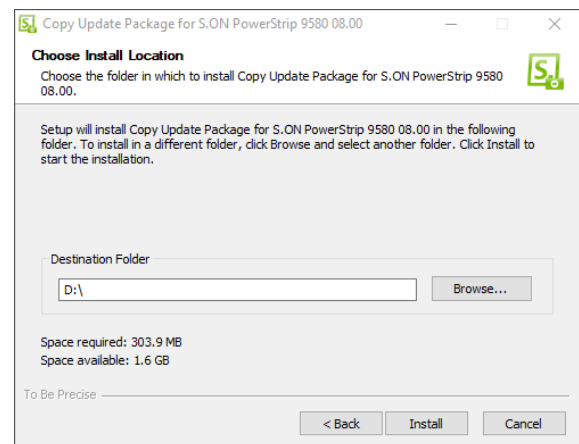 Copy Update Package for S.ON PowerStrip 9580 08.00
Choose Install Location
Choose the folder in which to install Copy Update Package for S.ON PowerStrip 9580
08.00.
S.
Setup will install Copy Update Package for S.ON PowerStrip 9580 08.00 in the following
folder. To install in a different folder, click Browse and select another folder. Click Install to
start the installation.
Destination Folder
D:\
Browse...
Space required: 303.9 MB
Space available: 1.6 GB
To Be Precise
< Back
Install
Cancel